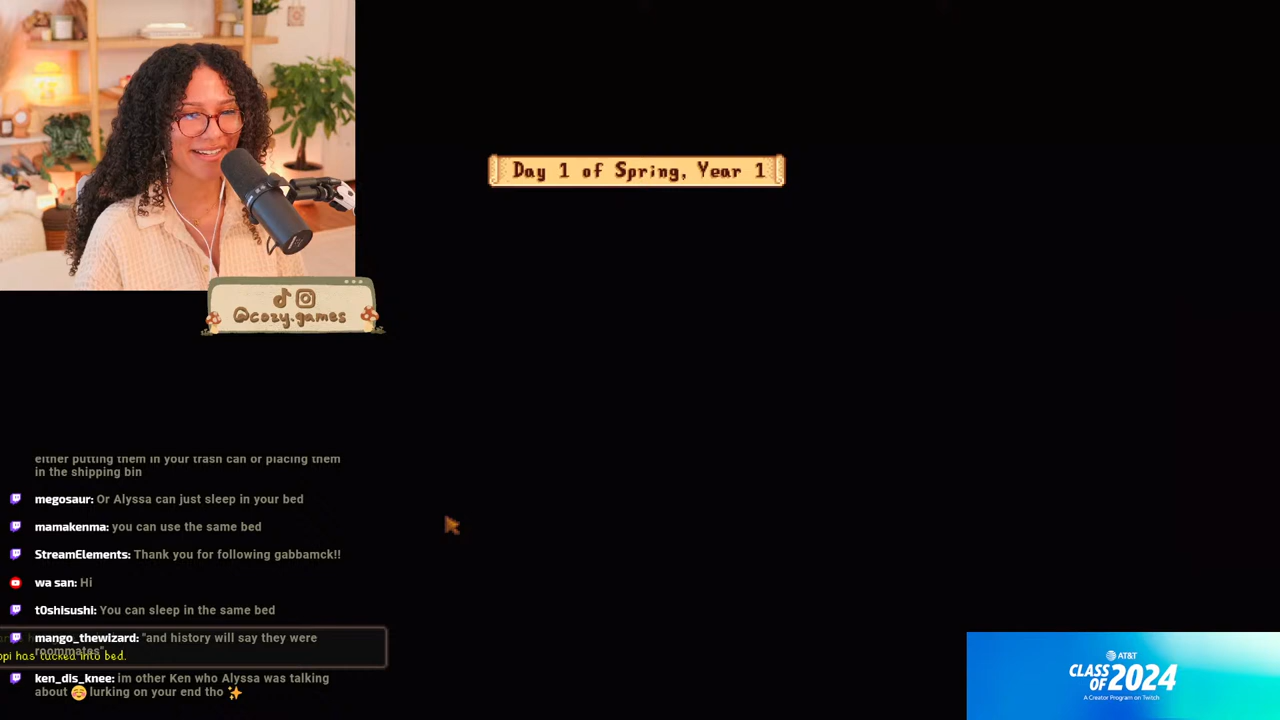 Day 1 of Spring, Year 1
@cozy.games
either putting them in your trash can or placing them
in the shipping bin
megosaur: Or Alyssa can just sleep in your bed
mamakenma: you can use the same bed
StreamElements: Thank you for following gabbamck!!
wa san: Hi
t0shisushi: You can sleep in the same bed
mango_thewizard: "and history will say they were
roommates"
has tucked into bed.
ken_dis_knee: im other Ken who Alyssa was talking
about ☺️ lurking on your end tho ✨
AT&T
CLASS
OF 2024
A Creator Program on Twitch